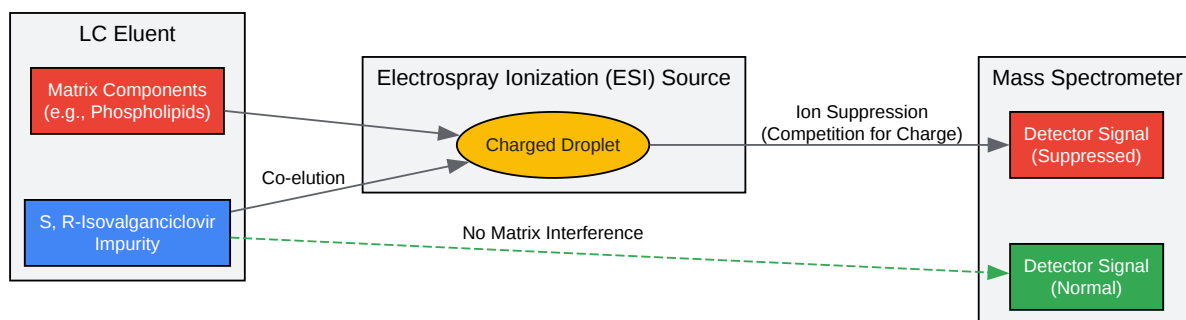 LC Eluent
Matrix Components
(e.g., Phospholipids)
S, R-Isovalganciclovir
Impurity
Co-elution
Electrospray Ionization (ESI) Source
Charged Droplet
No Matrix Interference
Ion Suppression
(Competition for Charge)
Mass Spectrometer
Detector Signal
(Suppressed)
Detector Signal
(Normal)